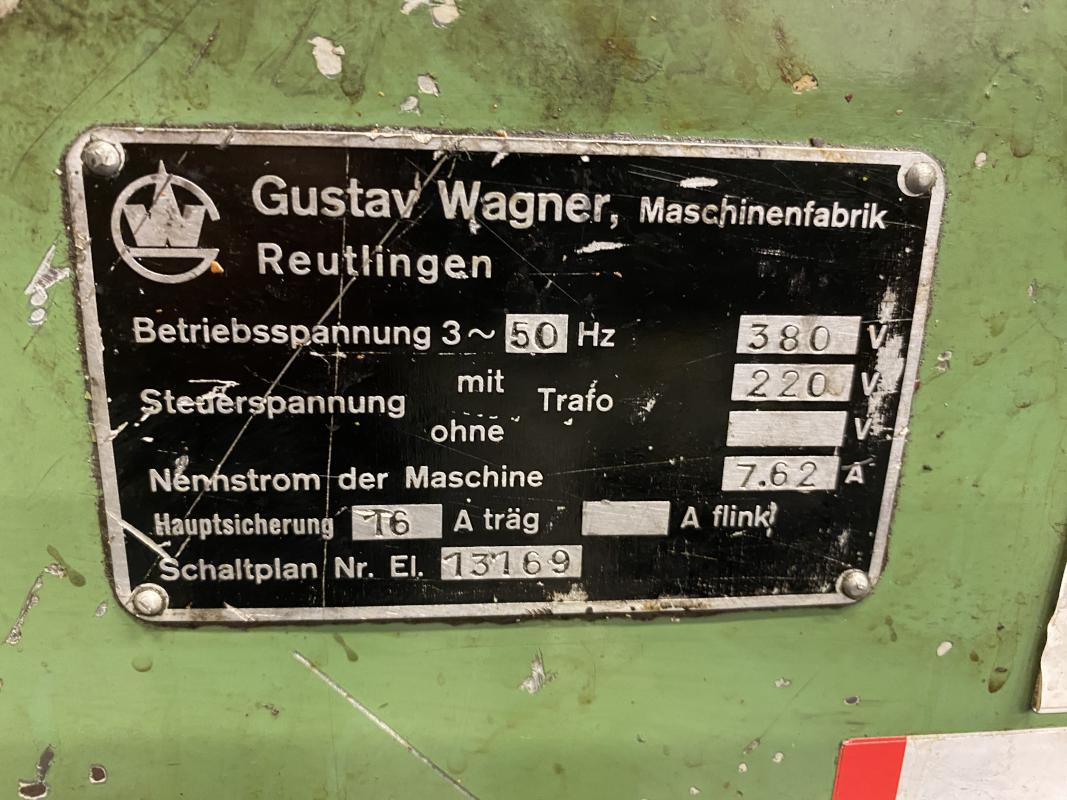 Gustav Wagner, Maschinenfabrik
Reutlingen
Betriebsspannung 3~ 50 Hz 380 V
Steuerspannung mit Trafo 220 V
ohne V
Nennstrom der Maschine 7.62 A
Hauptsicherung 16 A träg A flink
Schaltplan Nr. El. 13169